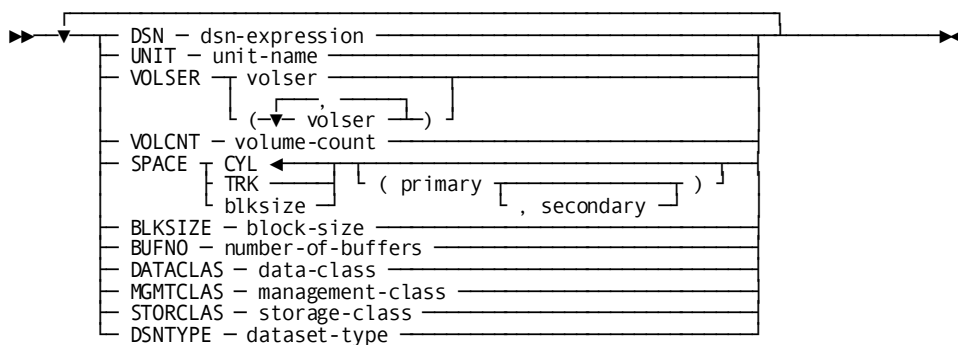 DSN dsn-expression
UNIT unit-name
VOLSER volser
,
( volser )
VOLCNT volume-count
SPACE CYL
TRK ( primary )
blksize , secondary
BLKSIZE block-size
BUFNO number-of-buffers
DATACLAS data-class
MGMTCLAS management-class
STORCLAS storage-class
DSNTYPE dataset-type